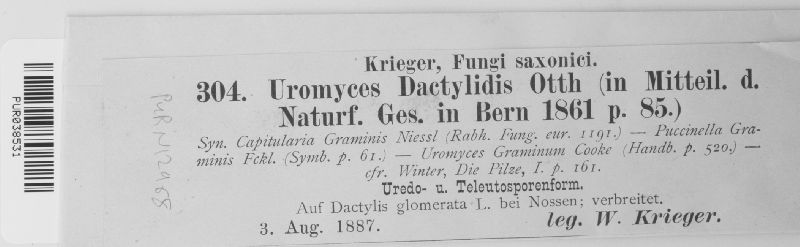 Krieger, Fungi saxonici.
304. Uromyces Dactylidis Otth (in Mitteil. d.
Naturf. Ges. in Bern 1861 p. 85.)
Syn. Capitularia Graminis Niessl (Rabh. Fung. eur. 1191.) — Puccinella Gra-
minis Fckl. (Symb. p. 61.) — Uromyces Graminum Cooke (Handb. p. 520.) —
cfr. Winter, Die Pilze, I. p. 161.
Uredo- u. Teleutosporenform.
Auf Dactylis glomerata L. bei Nossen; verbreitet.
3. Aug. 1887.
leg. W. Krieger.
PUR038531
PUR N12968